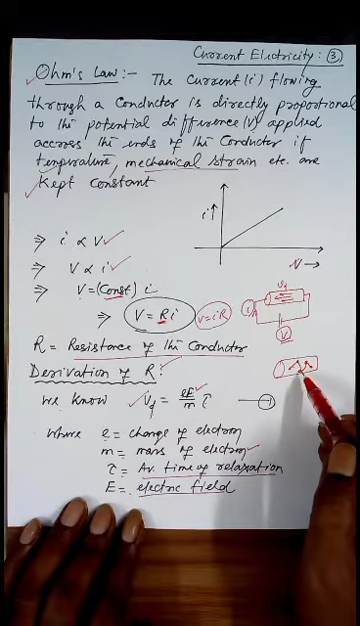 Current Electricity: ③
Ohm's Law:- The Current (i) flowing
through a Conductor is directly proportional
to the potential difference (V) applied
accross the ends of the Conductor if
temperature, mechanical strain etc. are
Kept Constant
i↑
V→
⇒ i ∝ V
⇒ V ∝ i
⇒ V = (Const) i
⇒ V = Ri
V = iR
Vd
V
R = Resistance of the Conductor
Derivation of R:
We Know Vd = eE/m τ —①
where e = charge of electron
m = mass of electron
τ = Av. time of relaxation
E = electric field